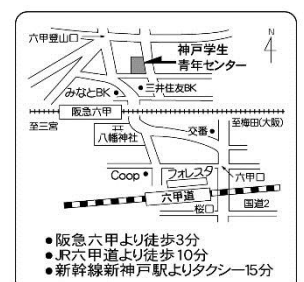 六甲登山口
神戸学生
青年センター
N
4
みなとBK
三井住友BK
阪急六甲
至三宮
至梅田(大阪)
八幡神社
交番
Coop
フォレスタ
六甲口
六甲道
桜口
国道2
●阪急六甲より徒歩3分
●JR六甲道より徒歩10分
●新幹線新神戸駅よりタクシー15分